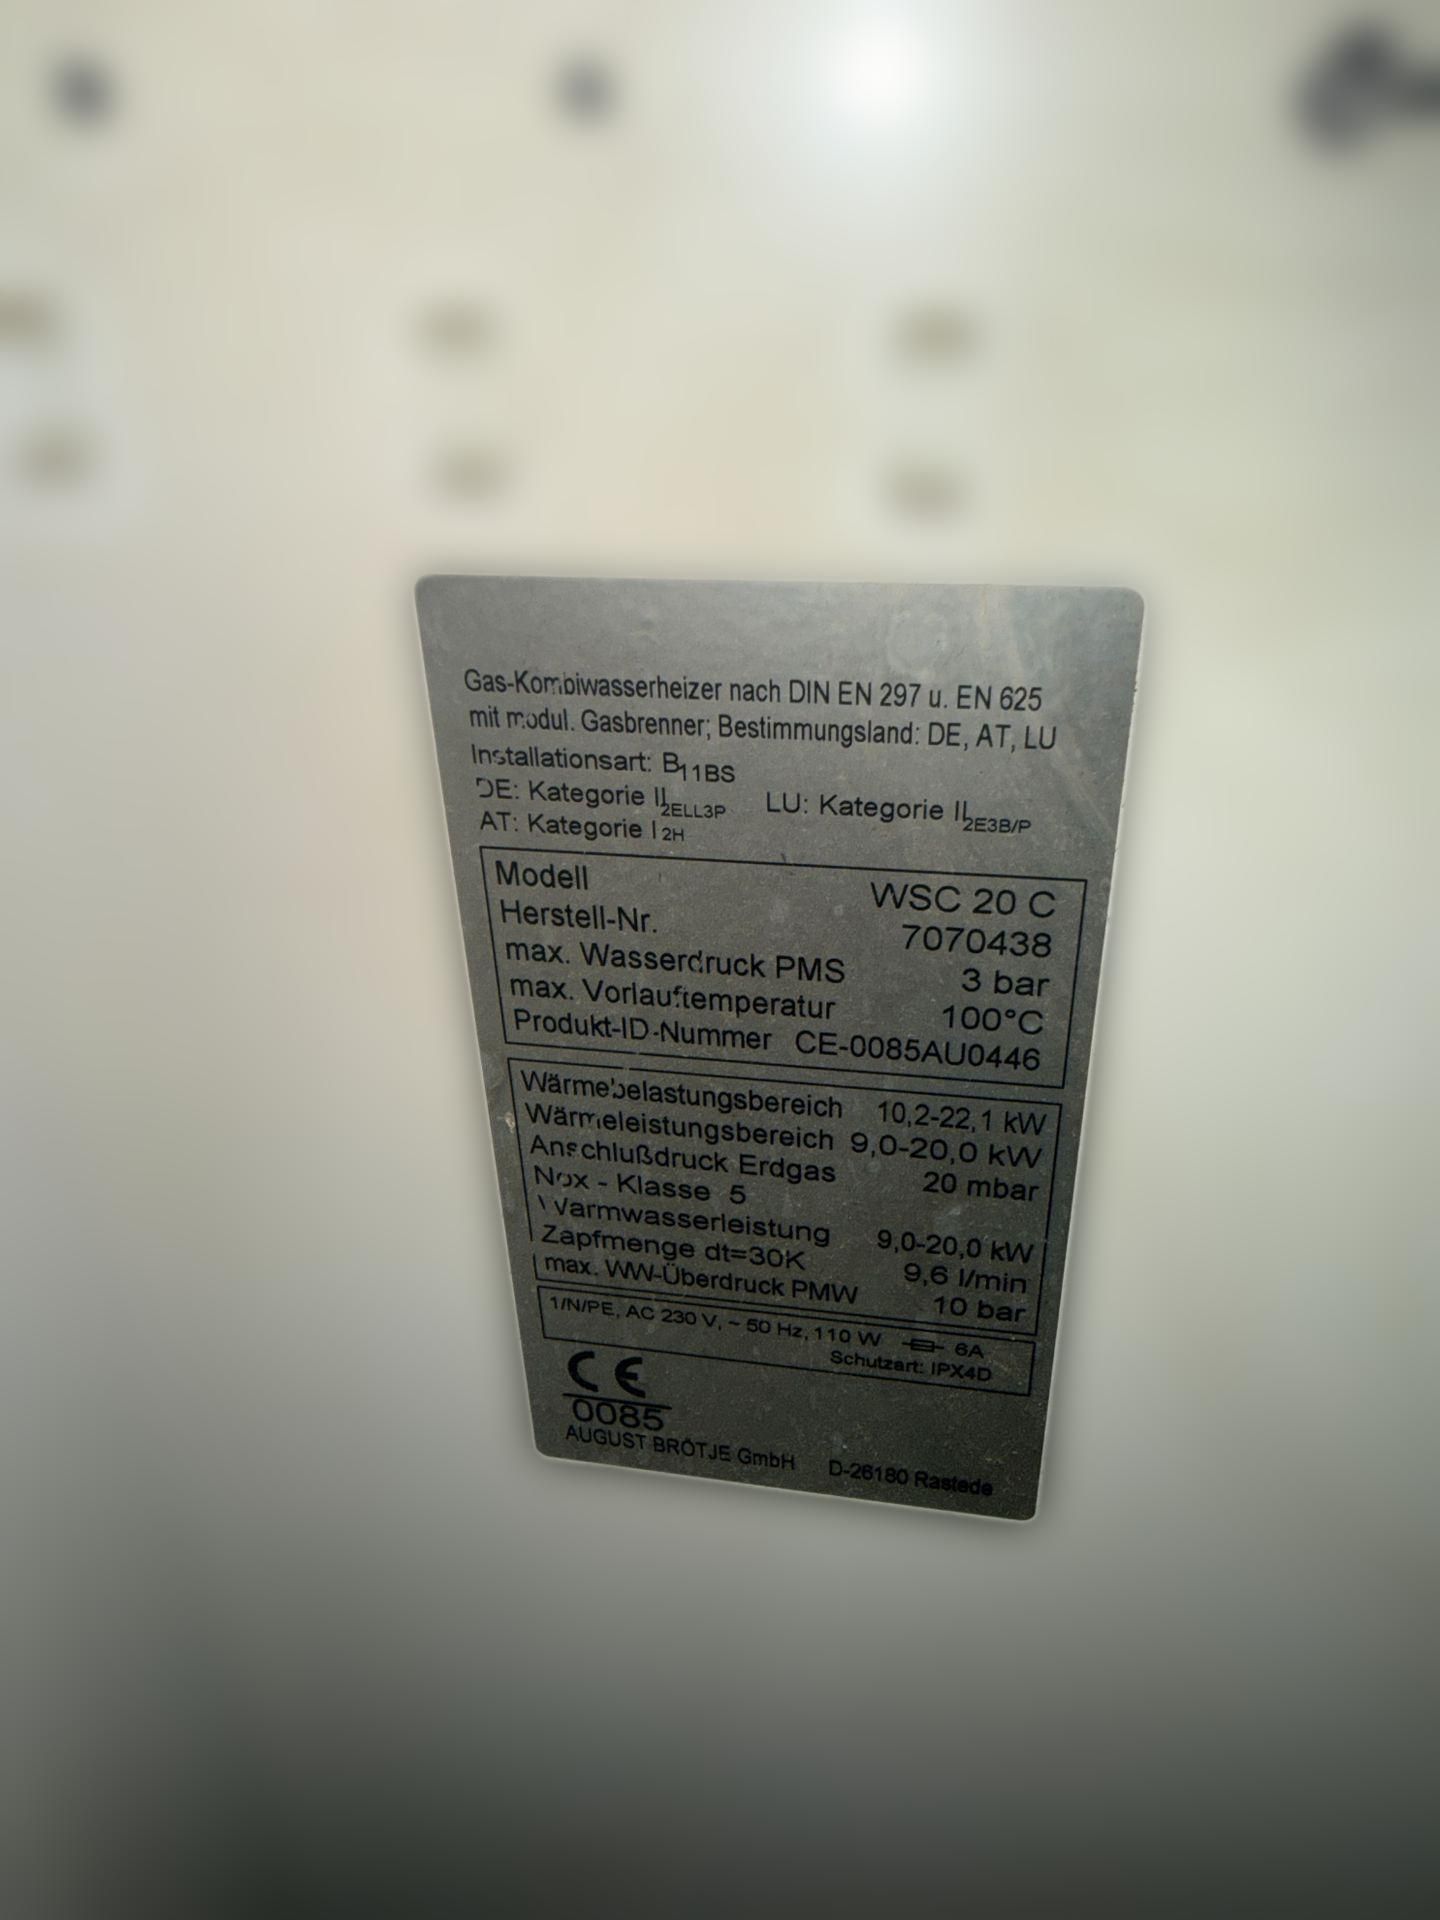 Gas-Kombiwasserheizer nach DIN EN 297 u. EN 625
mit modul. Gasbrenner; Bestimmungsland: DE, AT, LU
Installationsart: B11BS
DE: Kategorie II2ELL3P LU: Kategorie II2E3B/P
AT: Kategorie I2H
Modell WSC 20 C
Herstell-Nr. 7070438
max. Wasserdruck PMS 3 bar
max. Vorlauftemperatur 100°C
Produkt-ID-Nummer CE-0085AU0446
Wärmebelastungsbereich 10,2-22,1 kW
Wärmeleistungsbereich 9,0-20,0 kW
Anschlußdruck Erdgas 20 mbar
Nox - Klasse 5
Warmwasserleistung 9,0-20,0 kW
Zapfmenge dt=30K 9,6 l/min
max. WW-Überdruck PMW 10 bar
1/N/PE, AC 230 V, ~ 50 Hz, 110 W 6A
Schutzart: IPX4D
CE
0085
AUGUST BRÖTJE GmbH D-26180 Rastede